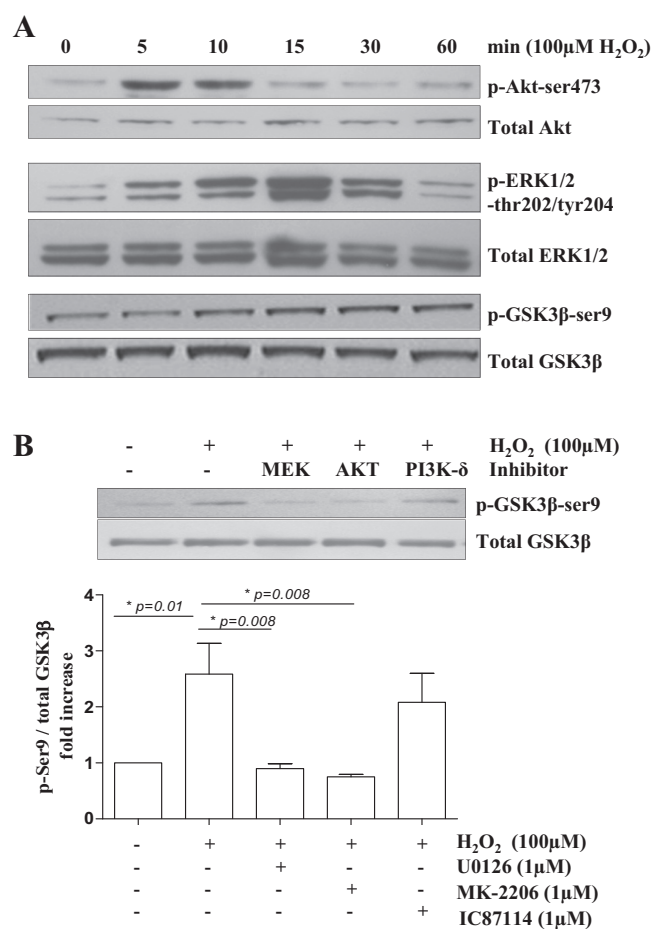 A
0 5 10 15 30 60 min (100μM H₂O₂)
p-Akt-ser473
Total Akt
p-ERK1/2
-thr202/tyr204
Total ERK1/2
p-GSK3β-ser9
Total GSK3β
B
- + + + + H₂O₂ (100μM)
- - MEK AKT PI3K-δ Inhibitor
p-GSK3β-ser9
Total GSK3β
p-Ser9 / total GSK3β
fold increase
4
3
2
1
0
* p=0.01
* p=0.008
* p=0.008
- + + + + H₂O₂ (100μM)
- - + - - U0126 (1μM)
- - - + - MK-2206 (1μM)
- - - - + IC87114 (1μM)